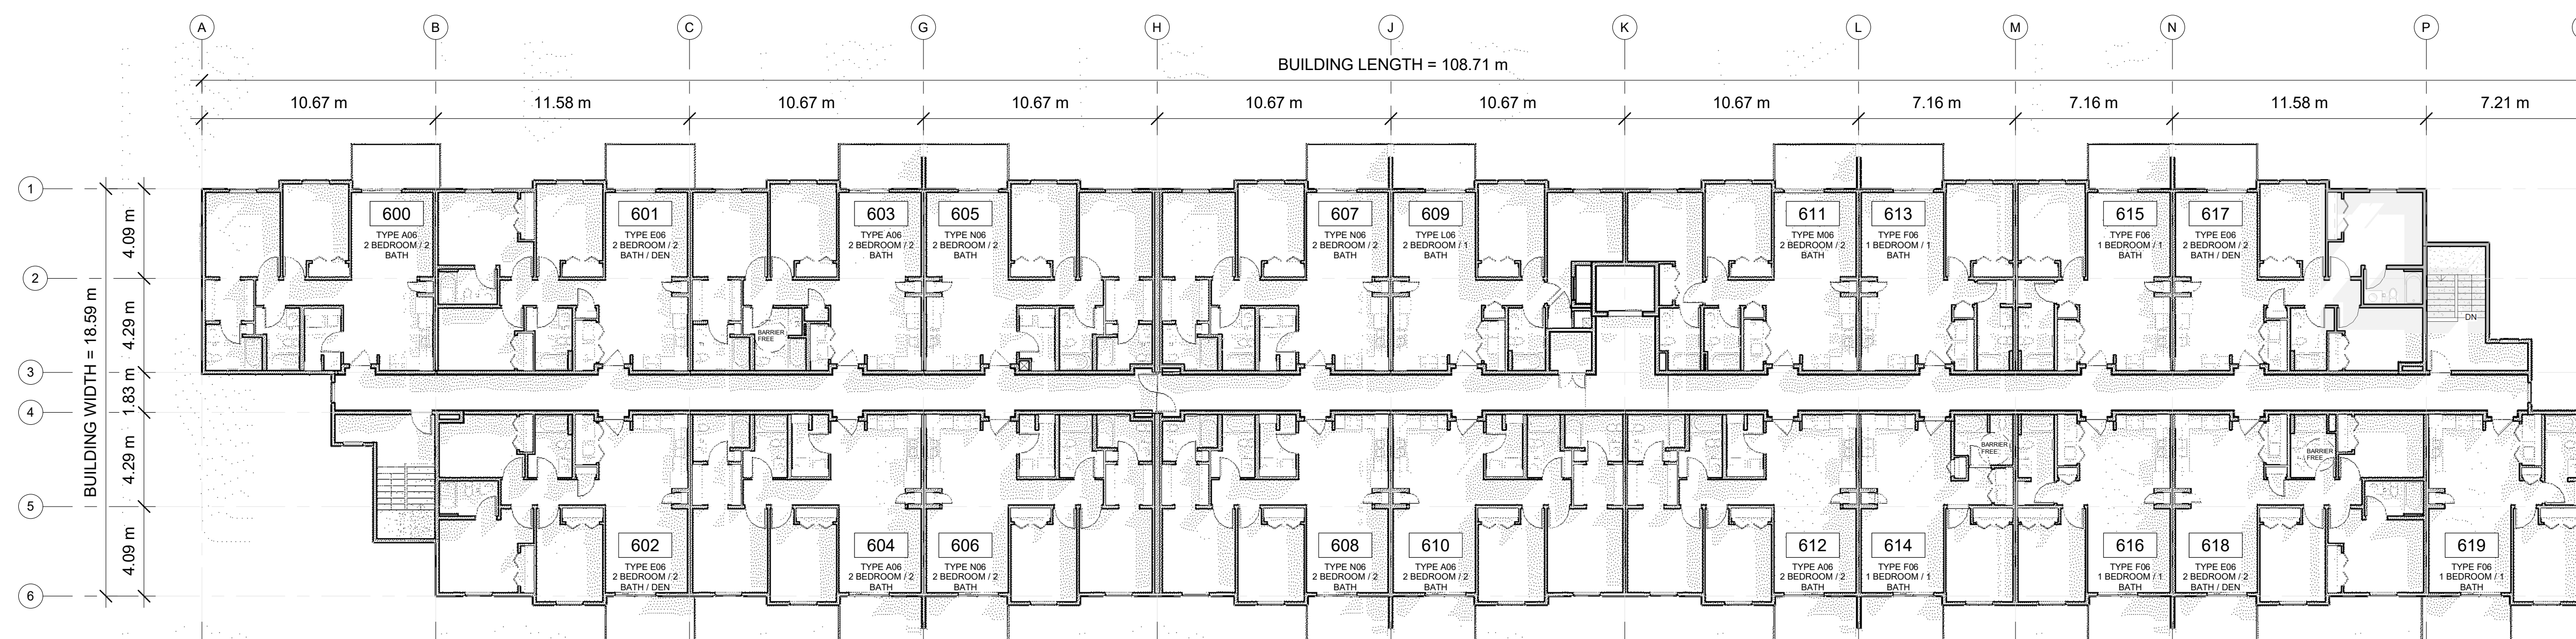 A B C G H J K L M N P
BUILDING LENGTH = 108.71 m
10.67 m 11.58 m 10.67 m 10.67 m 10.67 m 10.67 m 10.67 m 7.16 m 7.16 m 11.58 m 7.21 m
1
2
3
4
5
6
BUILDING WIDTH = 18.59 m
4.09 m
4.29 m
1.83 m
4.29 m
4.09 m
600
TYPE A06
2 BEDROOM / 2
BATH
601
TYPE E06
2 BEDROOM / 2
BATH / DEN
603
TYPE A06
2 BEDROOM / 2
BATH
605
TYPE N06
2 BEDROOM / 2
BATH
607
TYPE N06
2 BEDROOM / 2
BATH
609
TYPE L06
2 BEDROOM / 1
BATH
611
TYPE M06
2 BEDROOM / 2
BATH
613
TYPE F06
1 BEDROOM / 1
BATH
615
TYPE F06
1 BEDROOM / 1
BATH
617
TYPE E06
2 BEDROOM / 2
BATH / DEN
BARRIER
FREE
DN
602
TYPE E06
2 BEDROOM / 2
BATH / DEN
604
TYPE A06
2 BEDROOM / 2
BATH
606
TYPE N06
2 BEDROOM / 2
BATH
608
TYPE N06
2 BEDROOM / 2
BATH
610
TYPE A06
2 BEDROOM / 2
BATH
612
TYPE A06
2 BEDROOM / 2
BATH
BARRIER
FREE
614
TYPE F06
1 BEDROOM / 1
BATH
616
TYPE F06
1 BEDROOM / 1
BATH
BARRIER
FREE
618
TYPE E06
2 BEDROOM / 2
BATH / DEN
619
TYPE F06
1 BEDROOM / 1
BATH